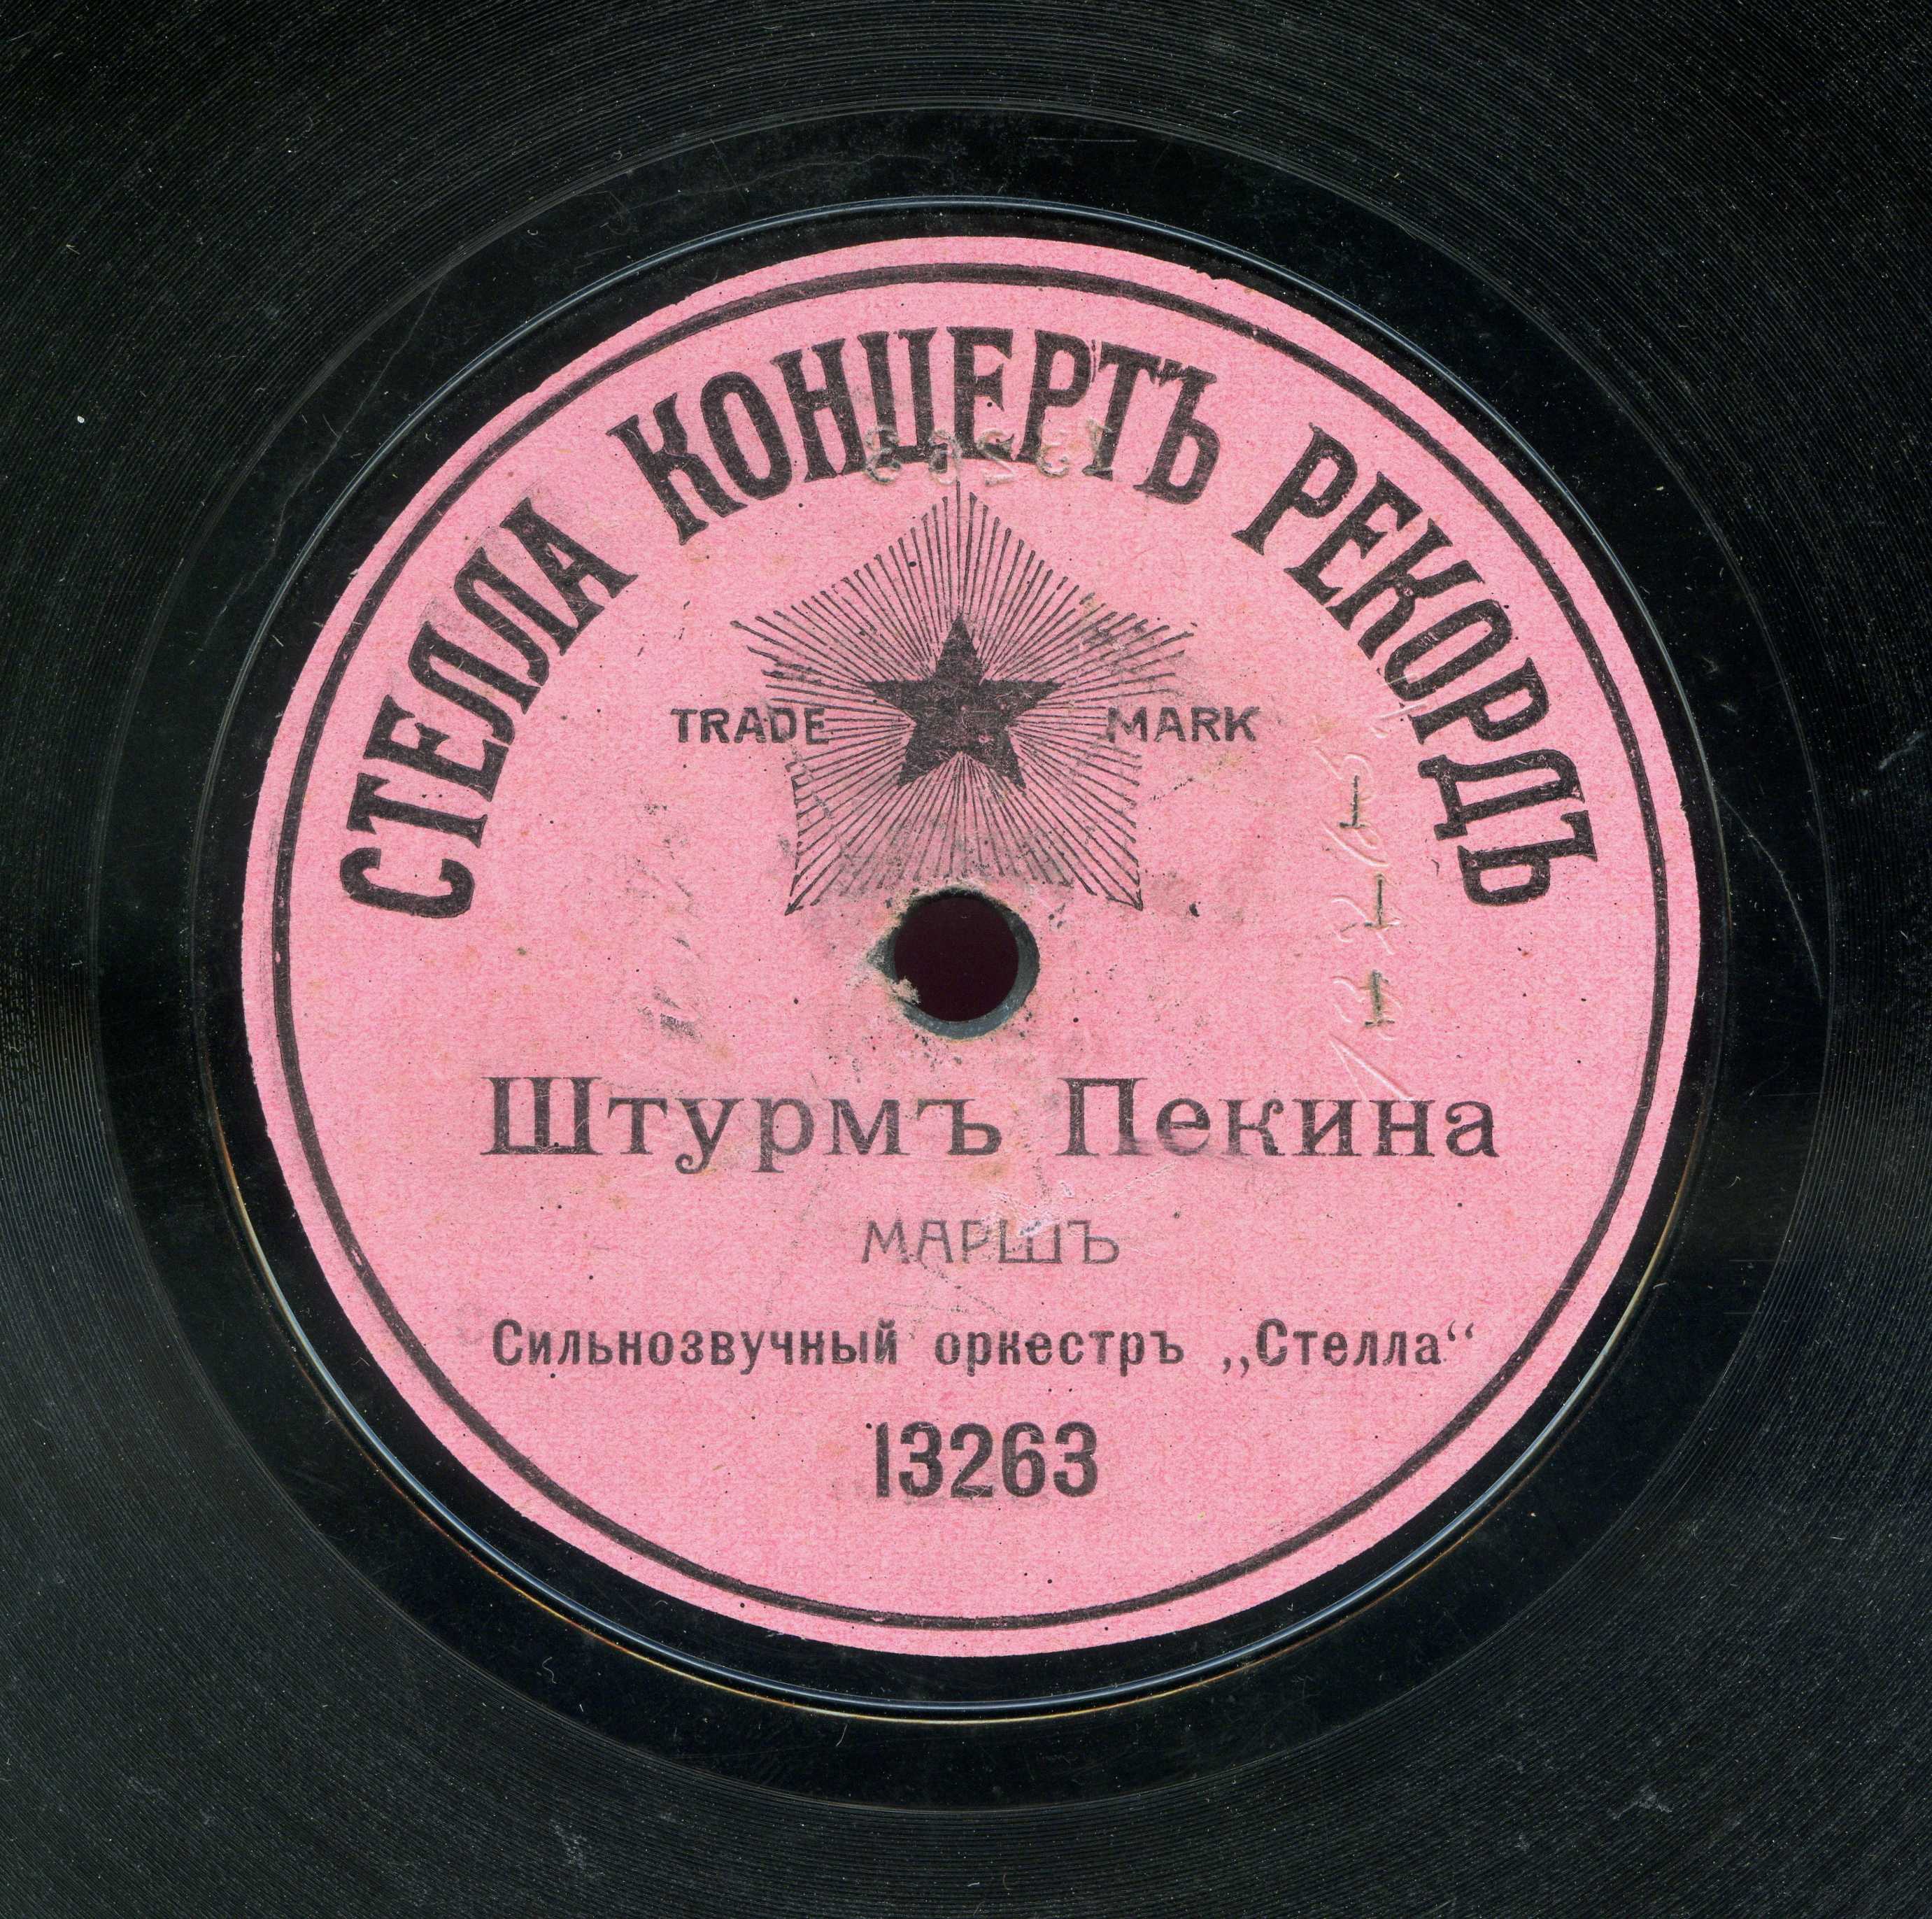 СТЕЛЛА КОНЦЕРТЪ РЕКОРДЪ
TRADE MARK
Штурмъ Пекина
МАРШЪ
Сильнозвучный оркестръ „Стелла“
13263